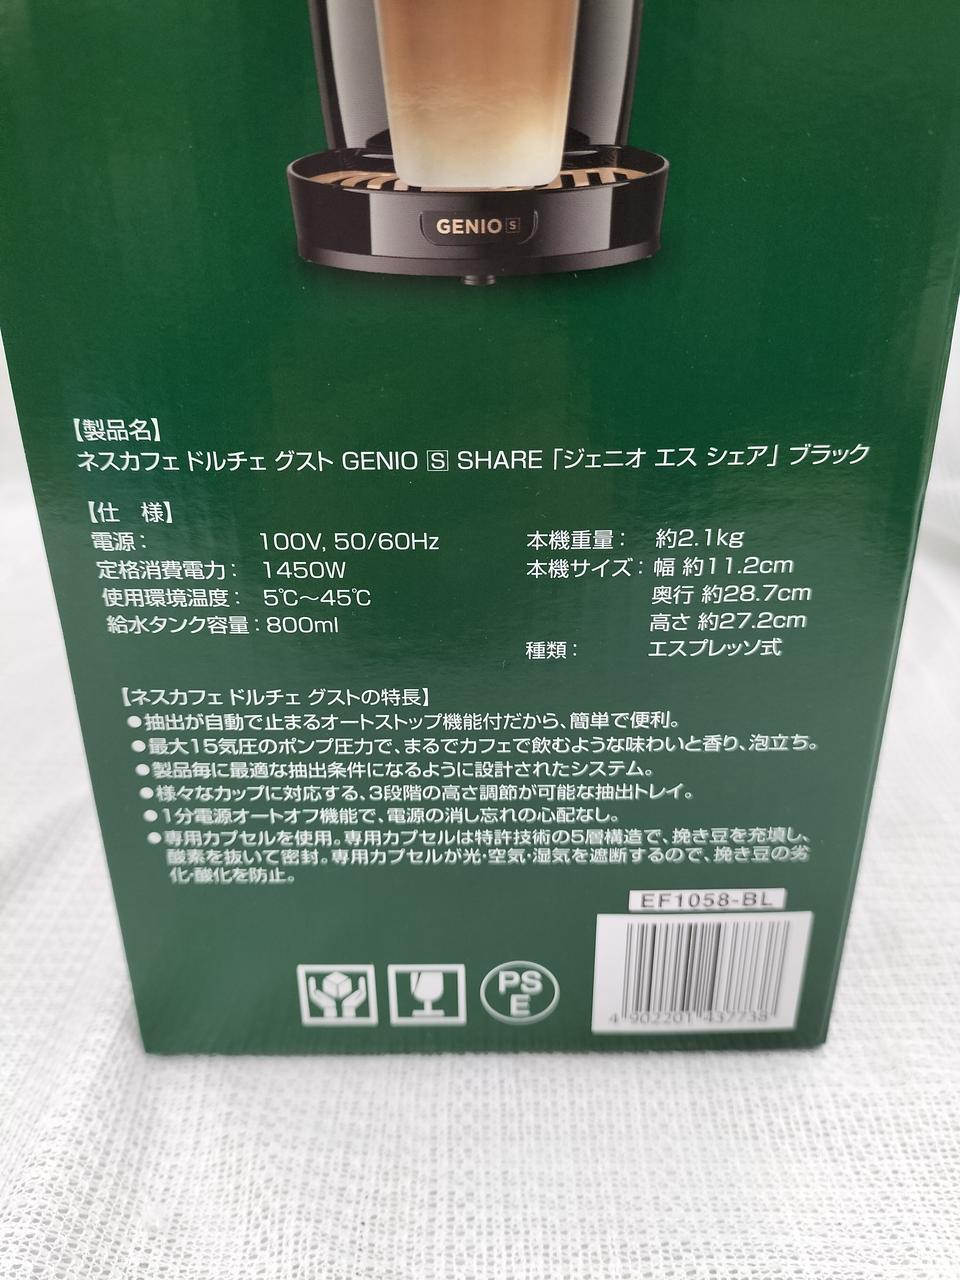 GENIO S
【製品名】
ネスカフェ ドルチェ グスト GENIO S SHARE 「ジェニオ エス シェア」 ブラック
【仕 様】
電源: 100V, 50/60Hz 本機重量: 約2.1kg
定格消費電力: 1450W 本機サイズ: 幅 約11.2cm
使用環境温度: 5℃～45℃ 奥行 約28.7cm
給水タンク容量: 800ml 高さ 約27.2cm
種類: エスプレッソ式
【ネスカフェ ドルチェ グストの特長】
●抽出が自動で止まるオートストップ機能付だから、簡単で便利。
●最大15気圧のポンプ圧力で、まるでカフェで飲むような味わいと香り、泡立ち。
●製品毎に最適な抽出条件になるように設計されたシステム。
●様々なカップに対応する、3段階の高さ調節が可能な抽出トレイ。
●1分電源オートオフ機能で、電源の消し忘れの心配なし。
●専用カプセルを使用。専用カプセルは特許技術の5層構造で、挽き豆を充填し、
酸素を抜いて密封。専用カプセルが光・空気・湿気を遮断するので、挽き豆の劣
化・酸化を防止。
EF1058-BL
PS
E
4 902201 437738